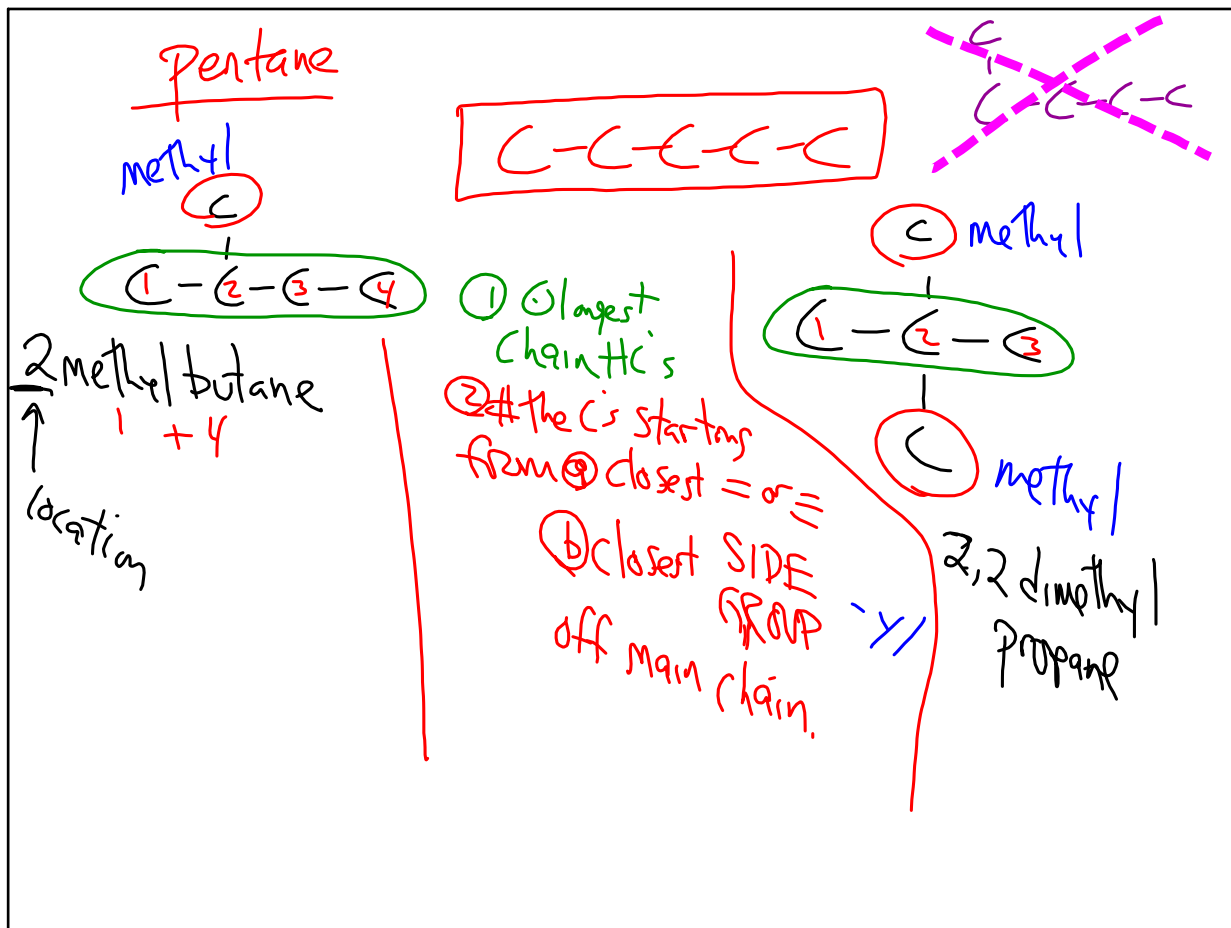 pentane
C-C-C-C-C
C
C-C-C-C
methyl
C
C-C-C-C
1 2 3 4
2 methyl butane
1 + 4
location
① longest
chain #C's
② # the C's starting
from ⓐ closest = or ≡
ⓑ closest SIDE
GROUP -yl
off main chain.
C methyl
C-C-C
1 2 3
C
methyl
2,2 dimethyl
propane